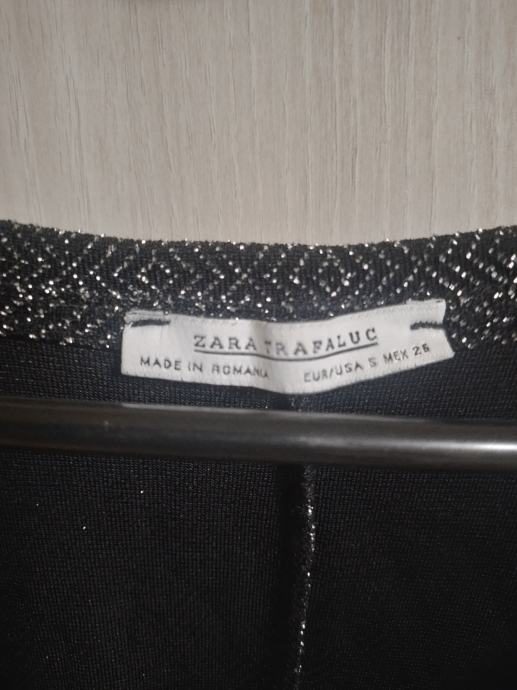 ZARA TRAFALUC
MADE IN ROMANIA EUR/USA S MEX 26